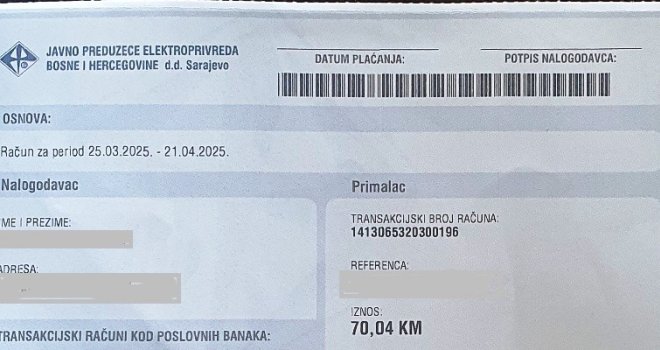 JAVNO PREDUZEĆE ELEKTROPRIVREDA
BOSNE I HERCEGOVINE d.d. Sarajevo
DATUM PLAĆANJA:
POTPIS NALOGODAVCA:
OSNOVA:
Račun za period 25.03.2025. - 21.04.2025.
Nalogodavac
ME I PREZIME:
ADRESA:
TRANSAKCIJSKI RAČUNI KOD POSLOVNIH BANAKA:
Primalac
TRANSAKCIJSKI BROJ RAČUNA:
1413065320300196
REFERENCA:
IZNOS:
70,04 KM